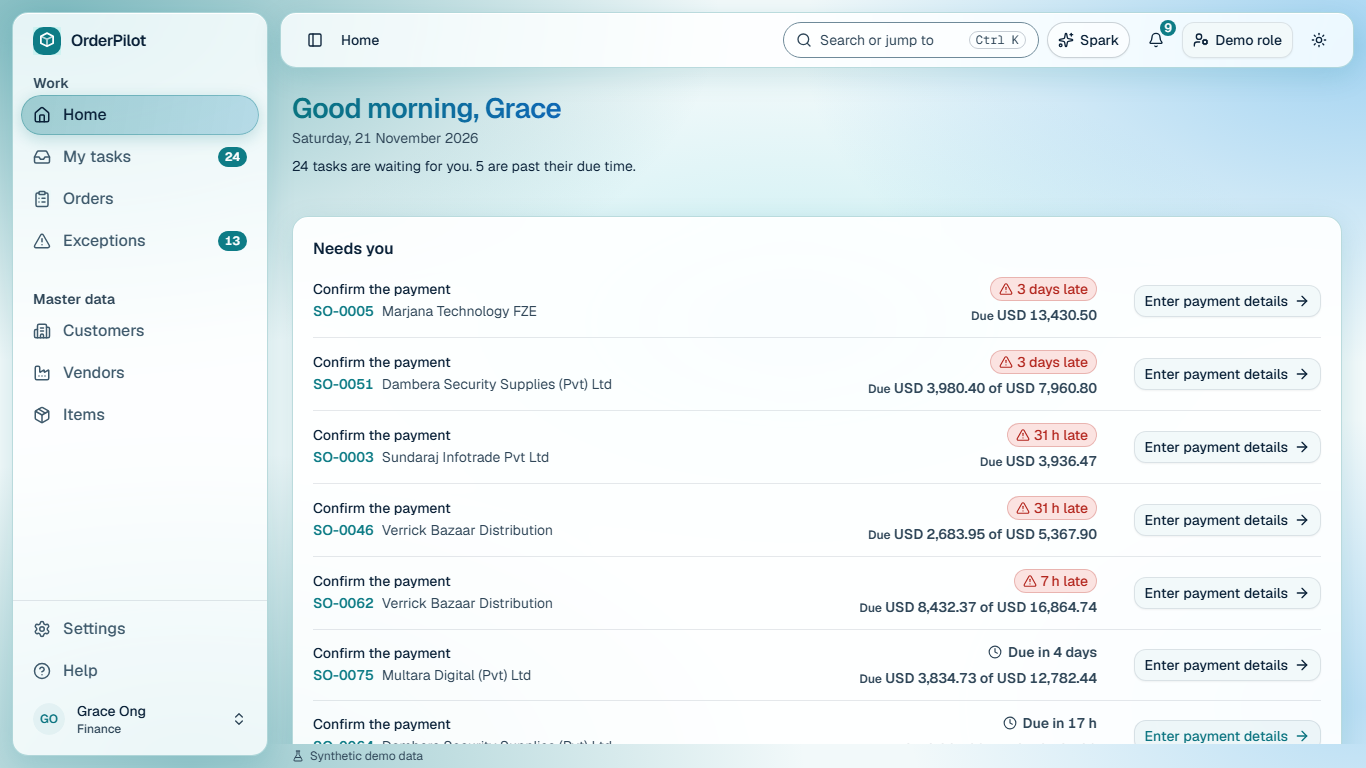 OrderPilot
Work
Home
My tasks 24
Orders
Exceptions 13
Master data
Customers
Vendors
Items
Settings
Help
GO Grace Ong
Finance
Home
Search or jump to Ctrl K
Spark
9
Demo role
Good morning, Grace
Saturday, 21 November 2026
24 tasks are waiting for you. 5 are past their due time.
Needs you
Confirm the payment
SO-0005 Marjana Technology FZE
3 days late
Due USD 13,430.50
Enter payment details
Confirm the payment
SO-0051 Dambera Security Supplies (Pvt) Ltd
3 days late
Due USD 3,980.40 of USD 7,960.80
Enter payment details
Confirm the payment
SO-0003 Sundaraj Infotrade Pvt Ltd
31 h late
Due USD 3,936.47
Enter payment details
Confirm the payment
SO-0046 Verrick Bazaar Distribution
31 h late
Due USD 2,683.95 of USD 5,367.90
Enter payment details
Confirm the payment
SO-0062 Verrick Bazaar Distribution
7 h late
Due USD 8,432.37 of USD 16,864.74
Enter payment details
Confirm the payment
SO-0075 Multara Digital (Pvt) Ltd
Due in 4 days
Due USD 3,834.73 of USD 12,782.44
Enter payment details
Confirm the payment
Due in 17 h
Enter payment details
Synthetic demo data